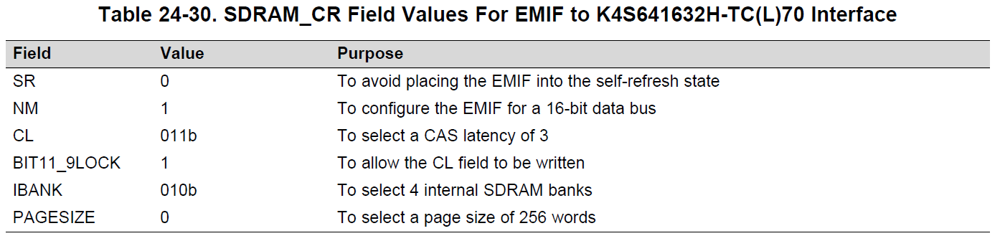 Table 24-30. SDRAM_CR Field Values For EMIF to K4S641632H-TC(L)70 Interface
Field Value Purpose
SR 0 To avoid placing the EMIF into the self-refresh state
NM 1 To configure the EMIF for a 16-bit data bus
CL 011b To select a CAS latency of 3
BIT11_9LOCK 1 To allow the CL field to be written
IBANK 010b To select 4 internal SDRAM banks
PAGESIZE 0 To select a page size of 256 words